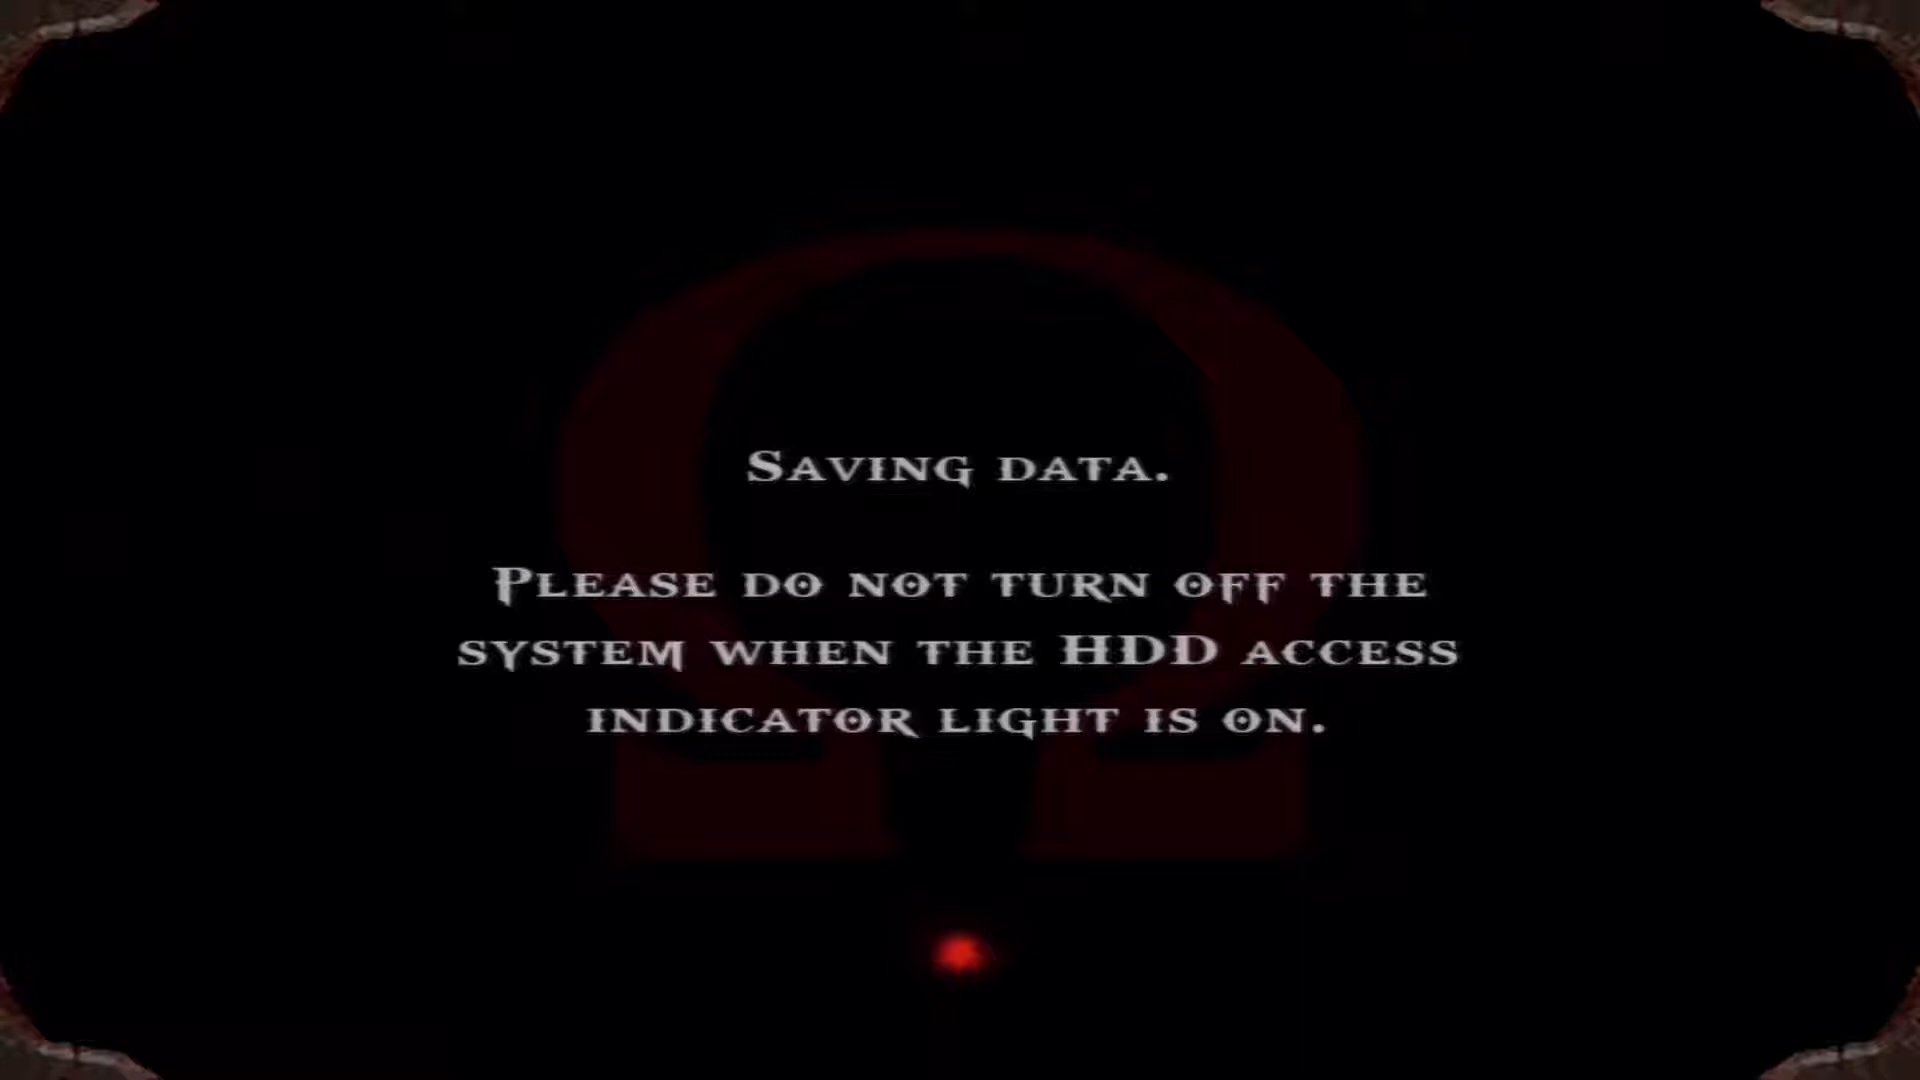 Saving data.
Please do not turn off the
system when the HDD access
indicator light is on.